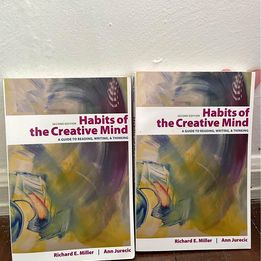 SECOND EDITION Habits of
the Creative Mind
A GUIDE TO READING, WRITING, & THINKING
Richard E. Miller Ann Jurecic
SECOND EDITION Habits of
the Creative Mind
A GUIDE TO READING, WRITING, & THINKING
Richard E. Miller Ann Jurecic